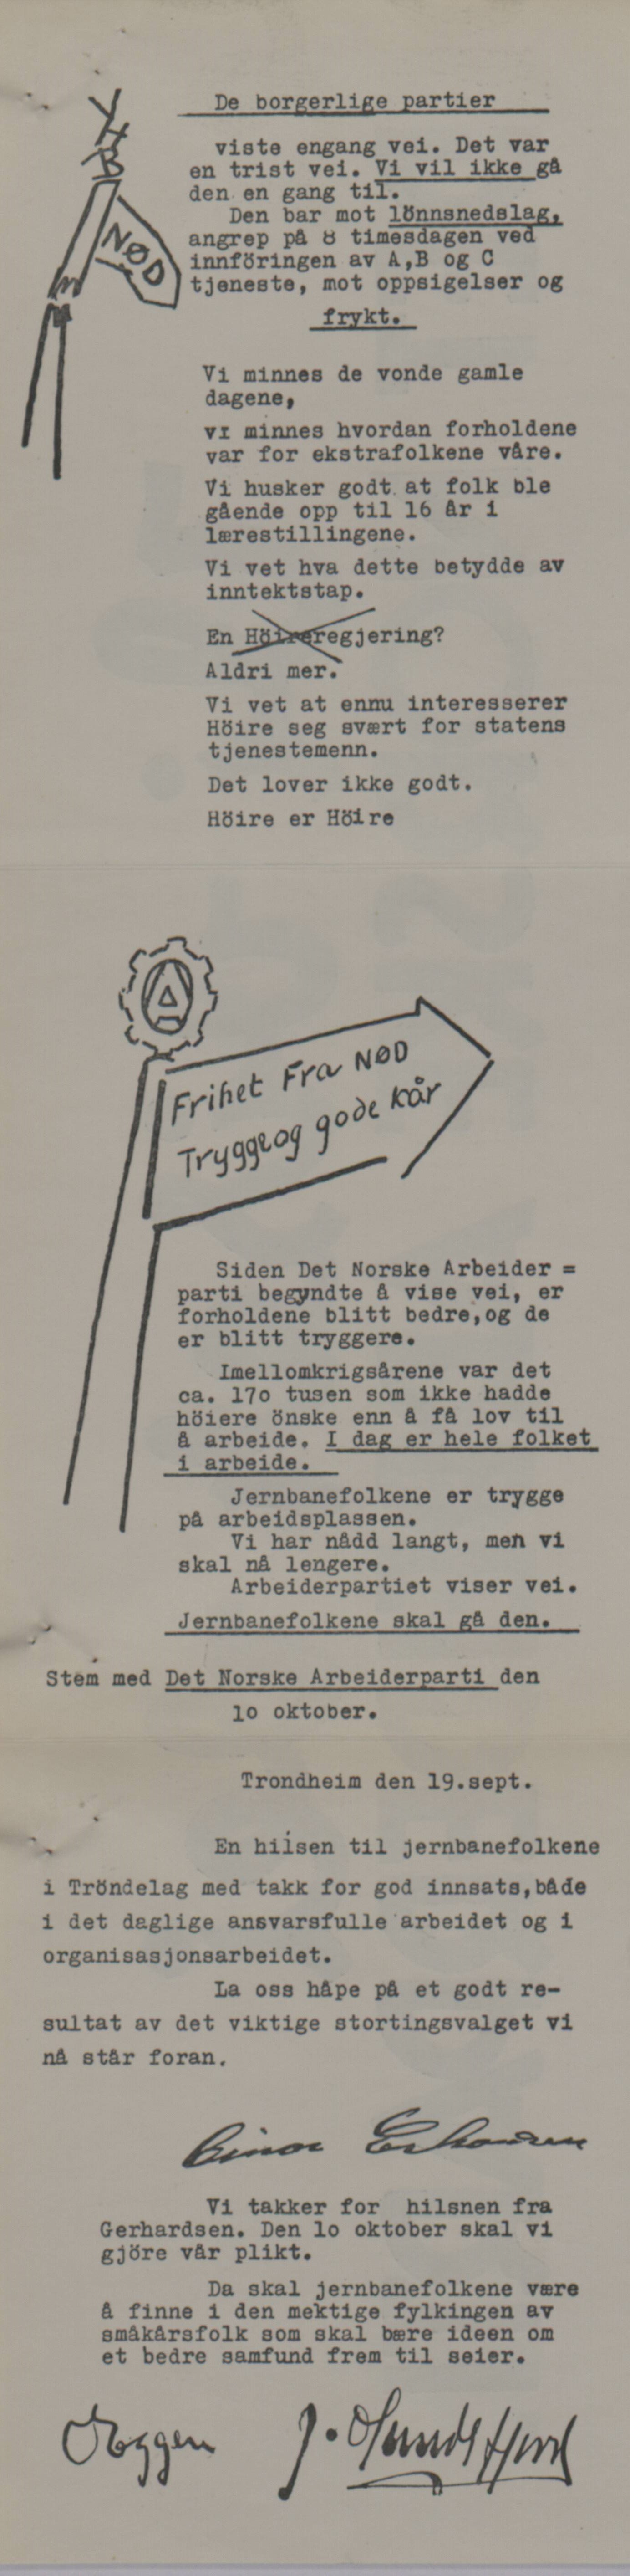 De borgerlige partier
V
H
B
NØD
viste engang vei. Det var
en trist vei. Vi vil ikke gå
den en gang til.
Den bar mot lönnsnedslag,
angrep på 8 timesdagen ved
innföringen av A,B og C
tjeneste, mot oppsigelser og
frykt.
Vi minnes de vonde gamle
dagene,
vi minnes hvordan forholdene
var for ekstrafolkene våre.
Vi husker godt at folk ble
gående opp til 16 år i
lærestillingene.
Vi vet hva dette betydde av
inntektstap.
En Höireregjering?
Aldri mer.
Vi vet at ennu interesserer
Höire seg svært for statens
tjenestemenn.
Det lover ikke godt.
Höire er Höire
A
Frihet Fra NØD
Trygge og gode kår
Siden Det Norske Arbeider =
parti begyndte å vise vei, er
forholdene blitt bedre,og de
er blitt tryggere.
Imellomkrigsårene var det
ca. 17o tusen som ikke hadde
höiere önske enn å få lov til
å arbeide. I dag er hele folket
i arbeide.
Jernbanefolkene er trygge
på arbeidsplassen.
Vi har nådd langt, men vi
skal nå lengere.
Arbeiderpartiet viser vei.
Jernbanefolkene skal gå den.
Stem med Det Norske Arbeiderparti den
lo oktober.
Trondheim den 19.sept.
En hilsen til jernbanefolkene
i Tröndelag med takk for god innsats,både
i det daglige ansvarsfulle arbeidet og i
organisasjonsarbeidet.
La oss håpe på et godt re-
sultat av det viktige stortingsvalget vi
nå står foran.
Einar Gerhardsen
Vi takker for hilsnen fra
Gerhardsen. Den lo oktober skal vi
gjöre vår plikt.
Da skal jernbanefolkene være
å finne i den mektige fylkingen av
småkårsfolk som skal bære ideen om
et bedre samfund frem til seier.